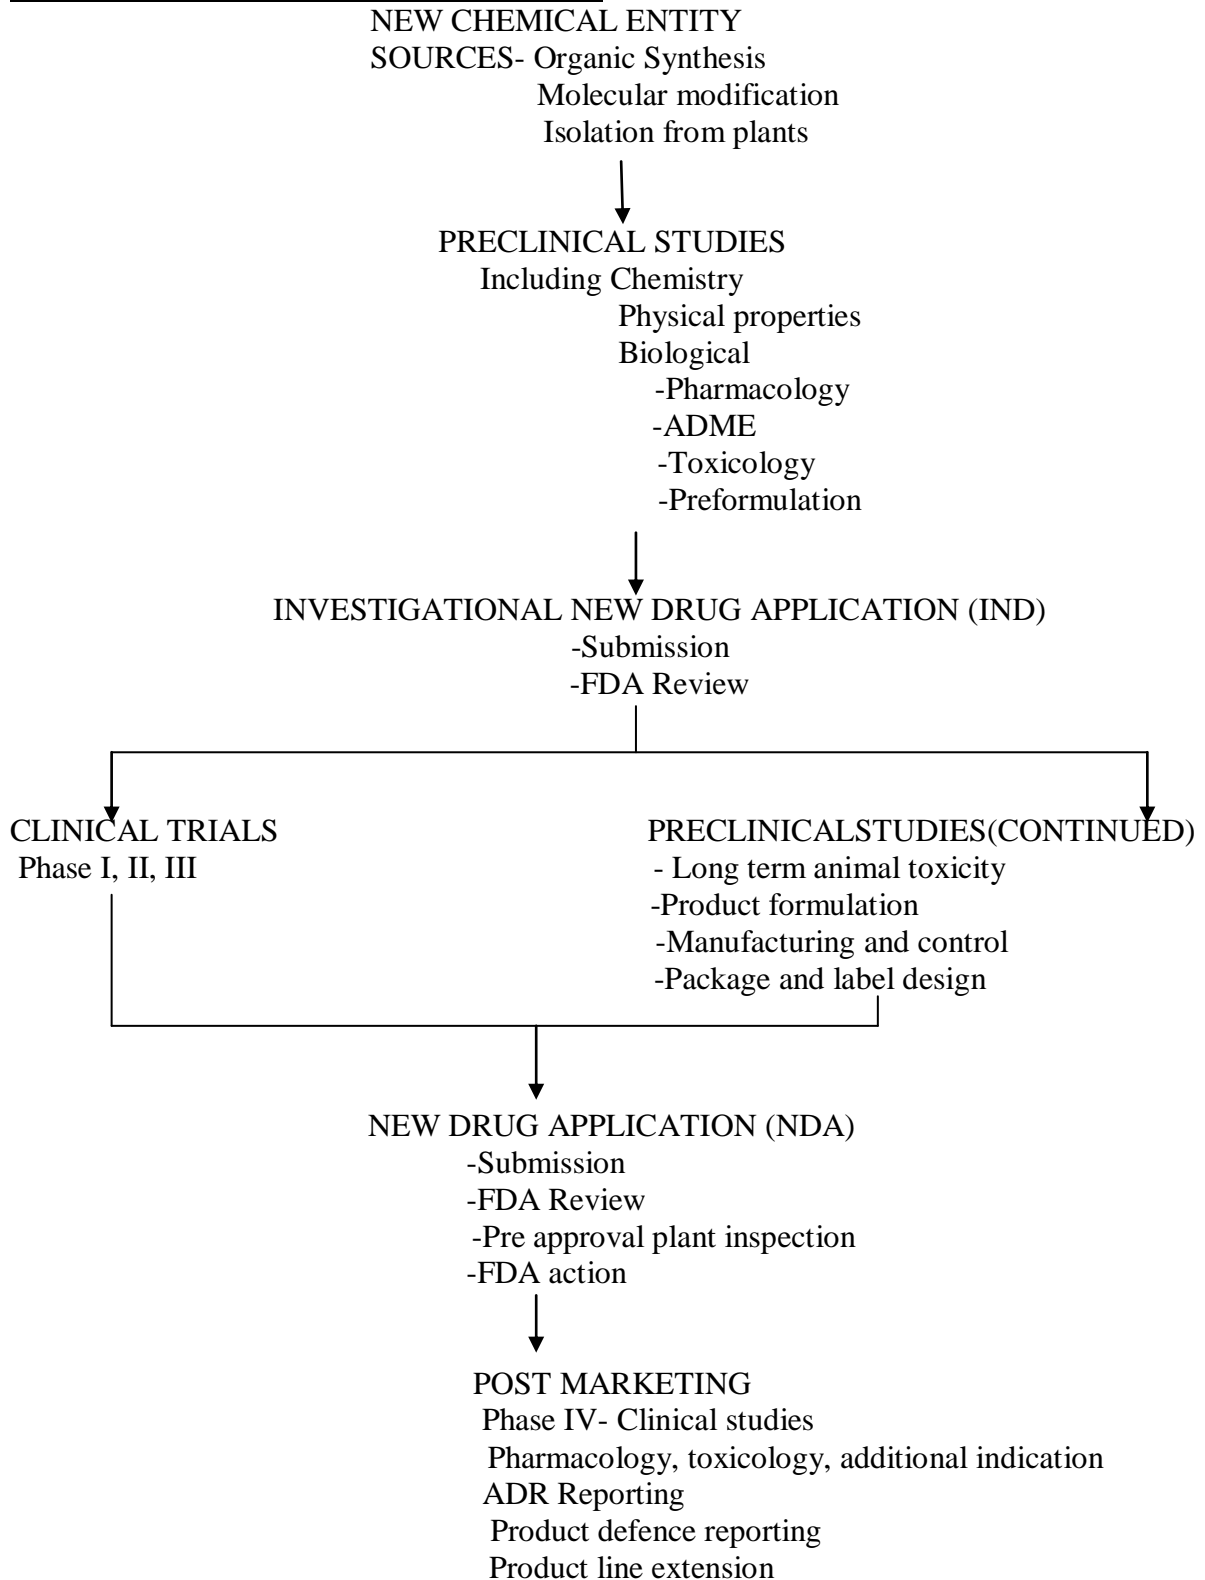 NEW CHEMICAL ENTITY
SOURCES- Organic Synthesis
Molecular modification
Isolation from plants
PRECLINICAL STUDIES
Including Chemistry
Physical properties
Biological
-Pharmacology
-ADME
-Toxicology
-Preformulation
INVESTIGATIONAL NEW DRUG APPLICATION (IND)
-Submission
-FDA Review
CLINICAL TRIALS
Phase I, II, III
PRECLINICALSTUDIES(CONTINUED)
- Long term animal toxicity
-Product formulation
-Manufacturing and control
-Package and label design
NEW DRUG APPLICATION (NDA)
-Submission
-FDA Review
-Pre approval plant inspection
-FDA action
POST MARKETING
Phase IV- Clinical studies
Pharmacology, toxicology, additional indication
ADR Reporting
Product defence reporting
Product line extension